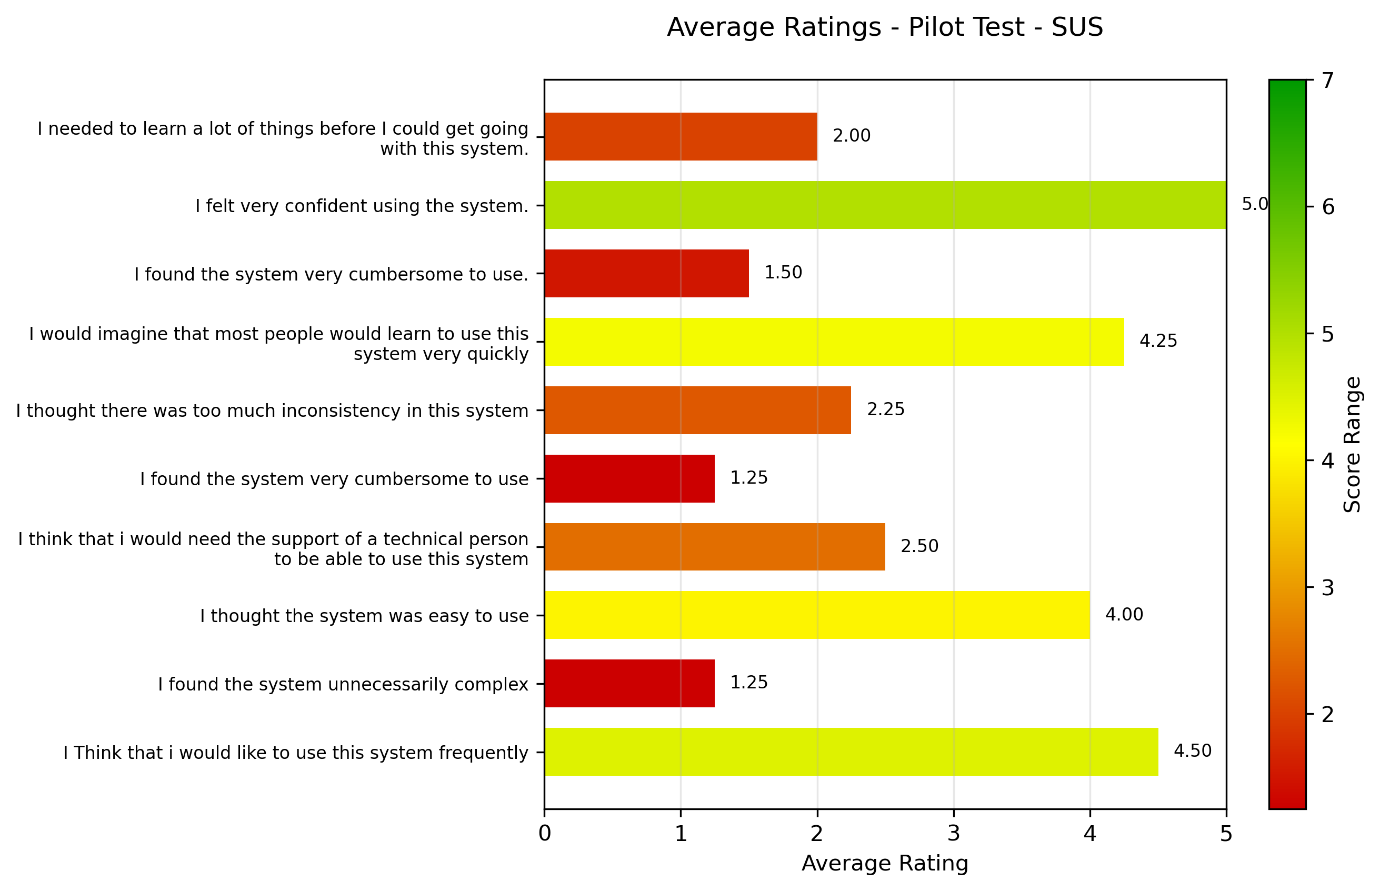 Average Ratings - Pilot Test - SUS
I needed to learn a lot of things before I could get going
with this system.
2.00
I felt very confident using the system.
5.0
I found the system very cumbersome to use.
1.50
I would imagine that most people would learn to use this
system very quickly
4.25
I thought there was too much inconsistency in this system
2.25
I found the system very cumbersome to use
1.25
I think that i would need the support of a technical person
to be able to use this system
2.50
I thought the system was easy to use
4.00
I found the system unnecessarily complex
1.25
I Think that i would like to use this system frequently
4.50
0 1 2 3 4 5
Average Rating
7
6
5
4
3
2
Score Range